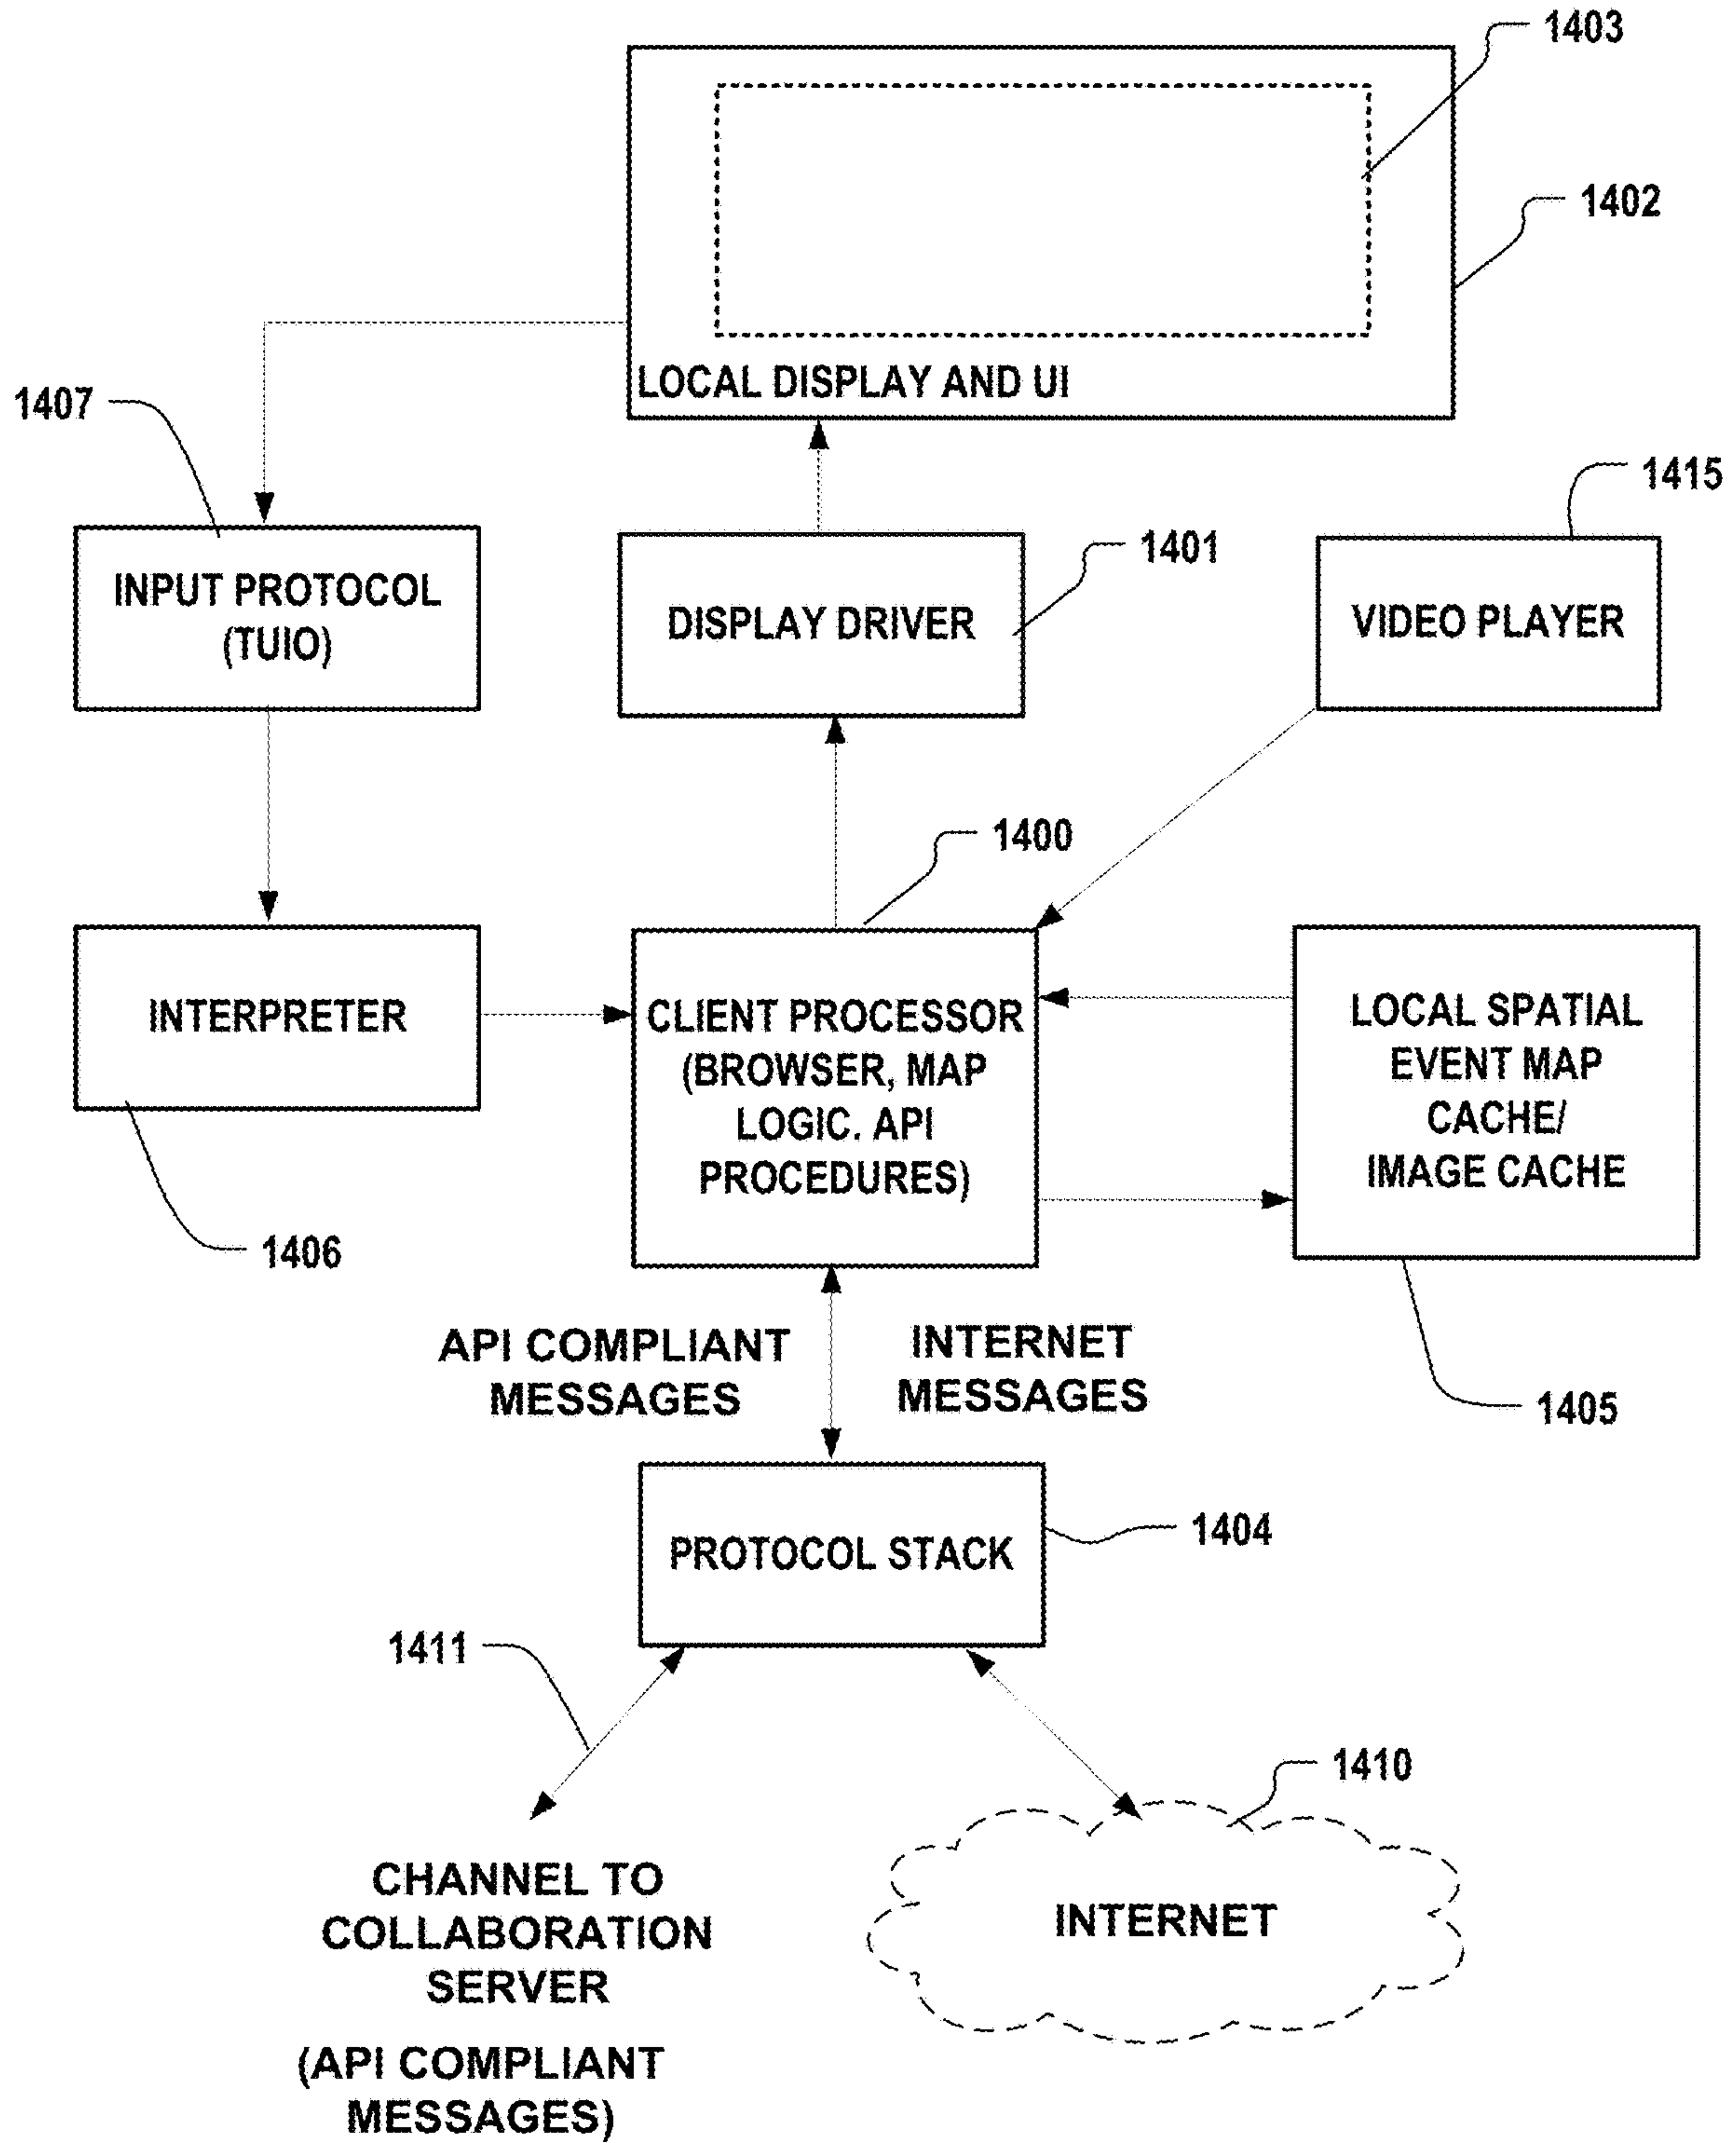 1403
1402
LOCAL DISPLAY AND UI
1407
1415
1401
INPUT PROTOCOL
(TUIO)
DISPLAY DRIVER
VIDEO PLAYER
1400
INTERPRETER
CLIENT PROCESSOR
(BROWSER, MAP
LOGIC. API
PROCEDURES)
LOCAL SPATIAL
EVENT MAP
CACHE/
IMAGE CACHE
1406
API COMPLIANT
MESSAGES
INTERNET
MESSAGES
1405
PROTOCOL STACK
1404
1411
1410
CHANNEL TO
COLLABORATION
SERVER
(API COMPLIANT
MESSAGES)
INTERNET